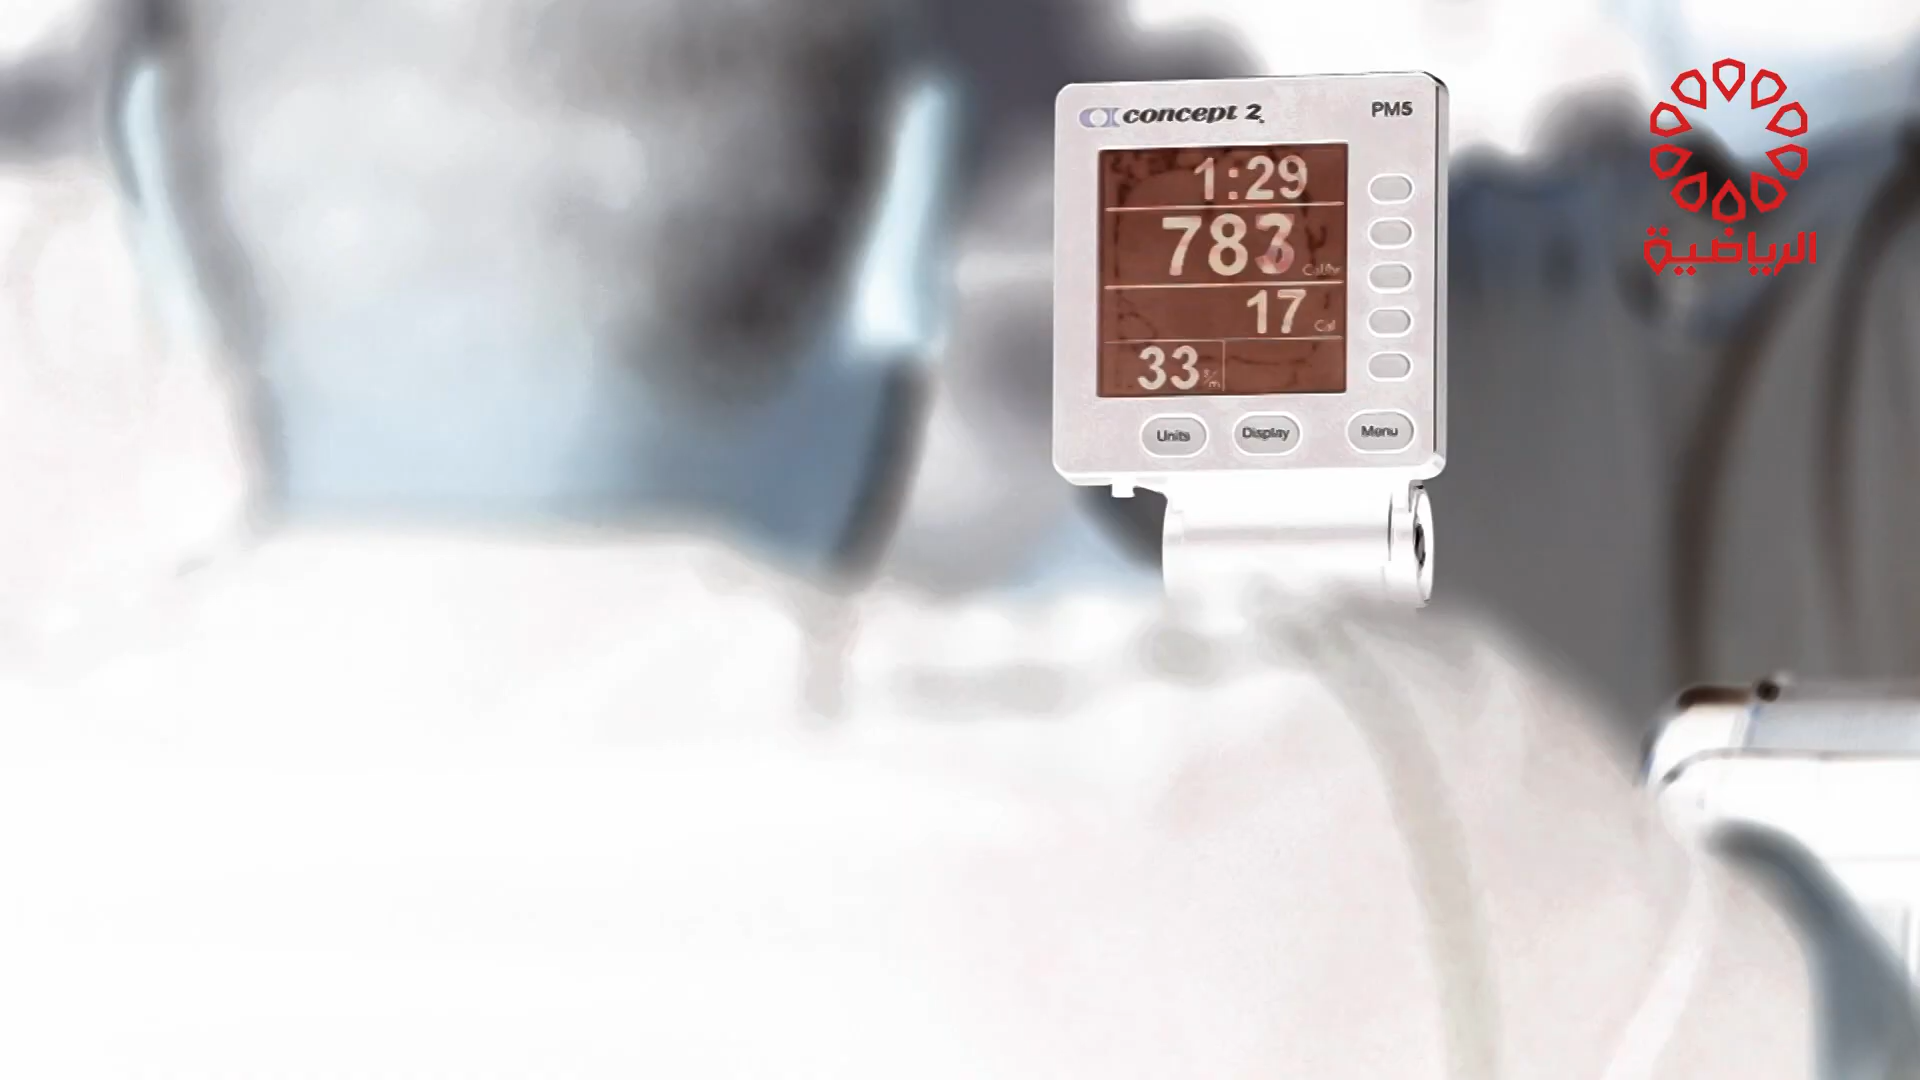 concept 2
PM5
1:29
783 Cal/hr
17 Cal
33 s/m
Units
Display
Menu
الرياضية